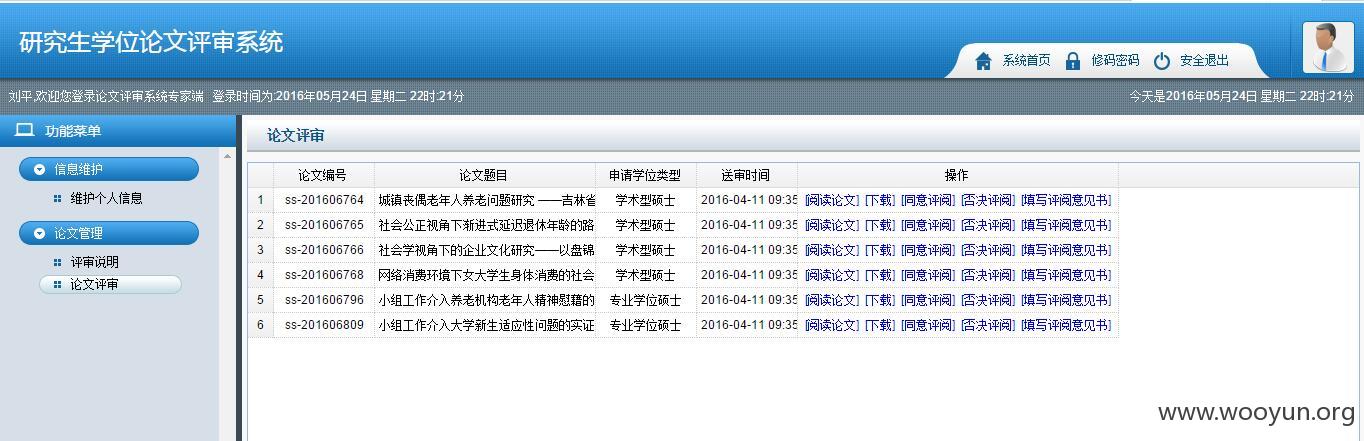 研究生学位论文评审系统
系统首页 修码密码 安全退出
刘平,欢迎您登录论文评审系统专家端 登录时间为:2016年05月24日 星期二 22时:21分 今天是2016年05月24日 星期二 22时:21分
功能菜单
信息维护
维护个人信息
论文管理
评审说明
论文评审
论文评审
论文编号 论文题目 申请学位类型 送审时间 操作
1 ss-201606764 城镇丧偶老年人养老问题研究 ——吉林省 学术型硕士 2016-04-11 09:35 [阅读论文] [下载] [同意评阅] [否决评阅] [填写评阅意见书]
2 ss-201606765 社会公正视角下渐进式延迟退休年龄的路 学术型硕士 2016-04-11 09:35 [阅读论文] [下载] [同意评阅] [否决评阅] [填写评阅意见书]
3 ss-201606766 社会学视角下的企业文化研究——以盘锦 学术型硕士 2016-04-11 09:35 [阅读论文] [下载] [同意评阅] [否决评阅] [填写评阅意见书]
4 ss-201606768 网络消费环境下女大学生身体消费的社会 学术型硕士 2016-04-11 09:35 [阅读论文] [下载] [同意评阅] [否决评阅] [填写评阅意见书]
5 ss-201606796 小组工作介入养老机构老年人精神慰藉的 专业学位硕士 2016-04-11 09:35 [阅读论文] [下载] [同意评阅] [否决评阅] [填写评阅意见书]
6 ss-201606809 小组工作介入大学新生适应性问题的实证 专业学位硕士 2016-04-11 09:35 [阅读论文] [下载] [同意评阅] [否决评阅] [填写评阅意见书]
www.wooyun.org